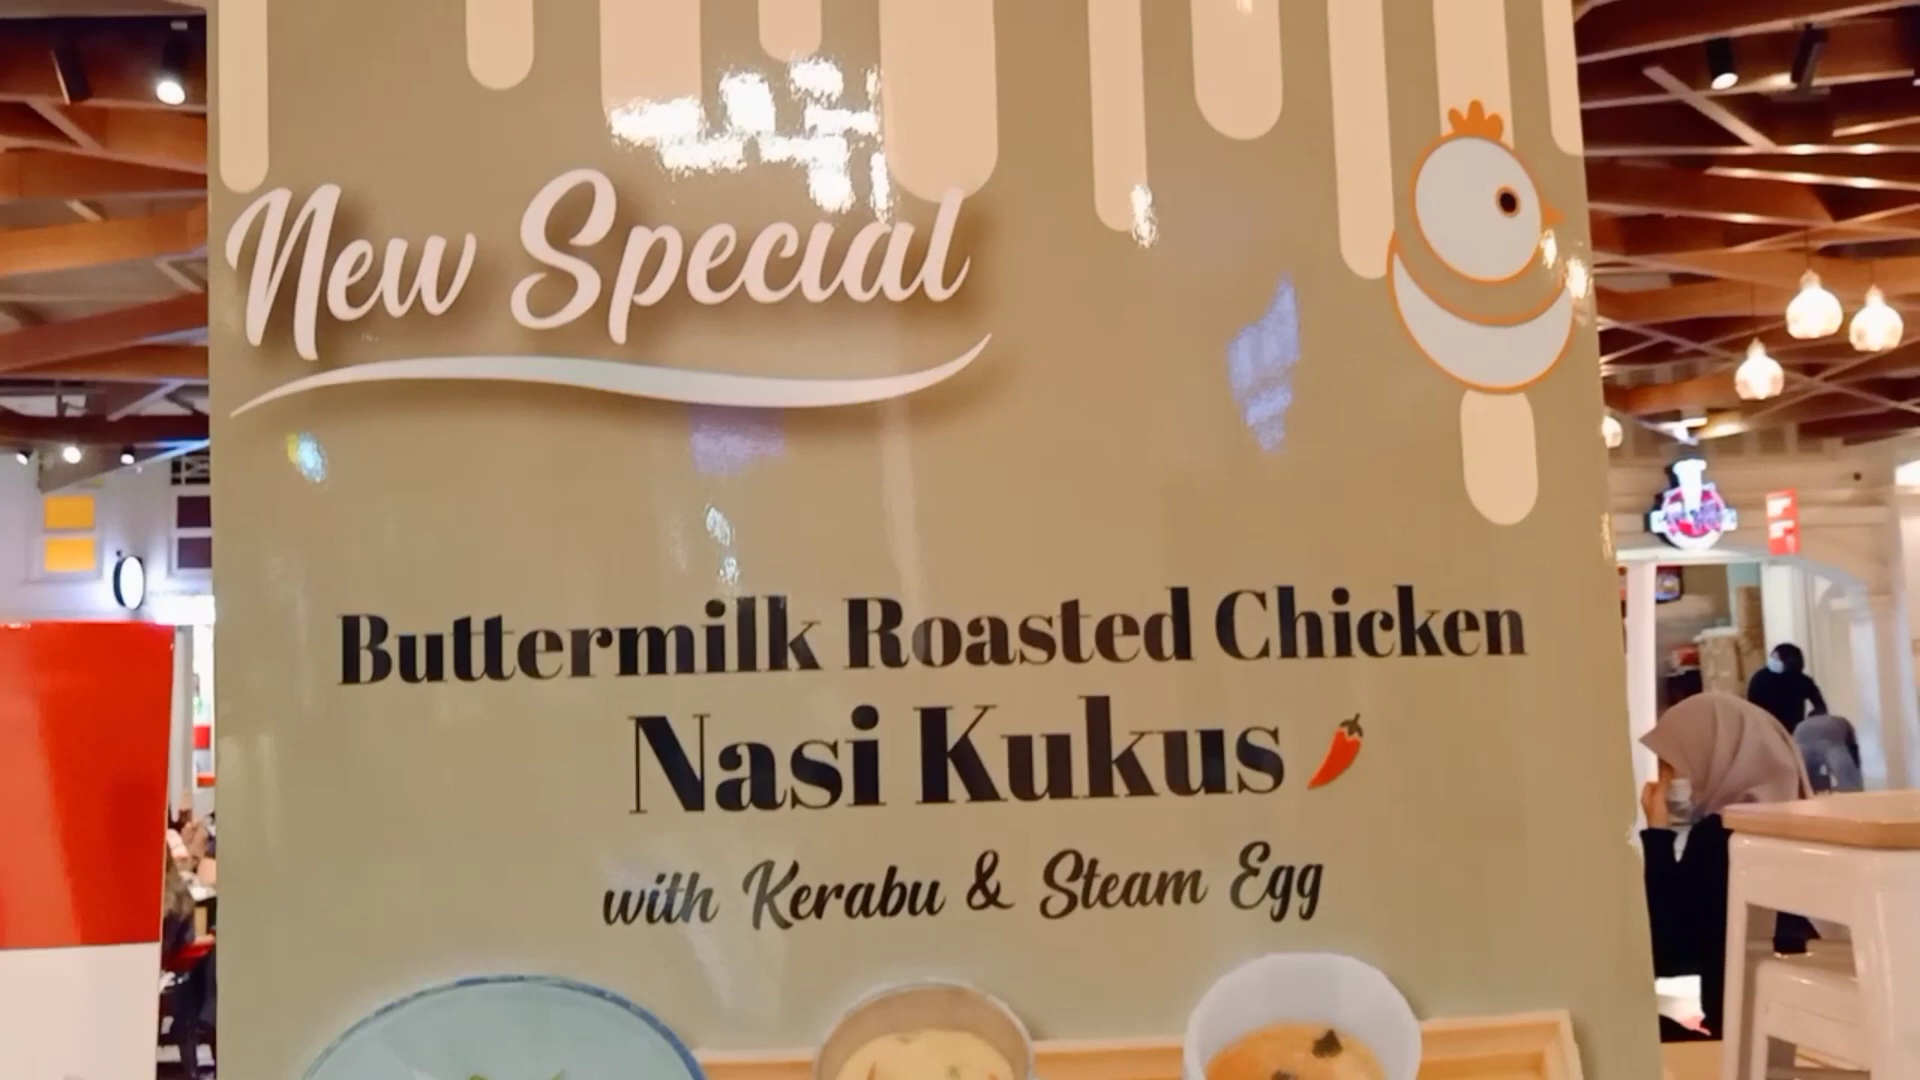 New Special
Buttermilk Roasted Chicken
Nasi Kukus
with Kerabu & Steam Egg